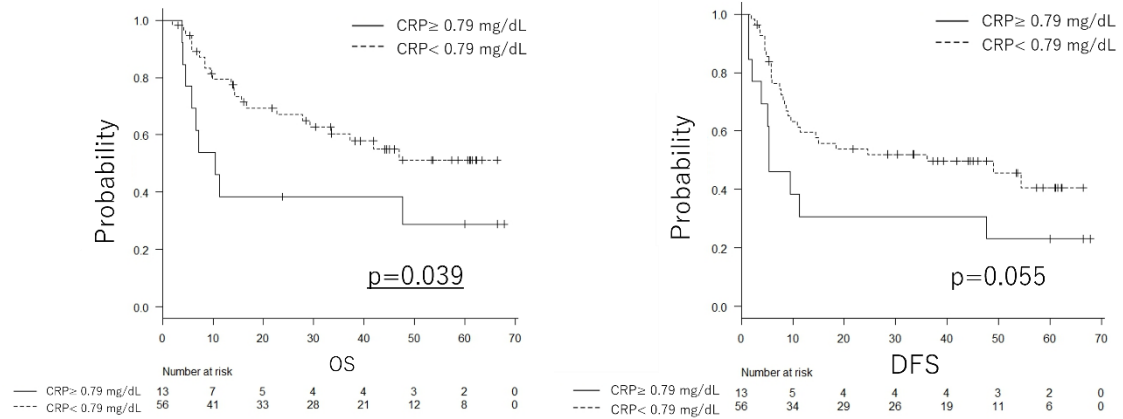 CRP≥ 0.79 mg/dL
CRP< 0.79 mg/dL
Probability
1.0
0.8
0.6
0.4
0.2
0.0
p=0.039
0 10 20 30 40 50 60 70
OS
Number at risk
CRP≥ 0.79 mg/dL 13 7 5 4 4 3 2 0
CRP< 0.79 mg/dL 56 41 33 28 21 12 8 0
CRP≥ 0.79 mg/dL
CRP< 0.79 mg/dL
Probability
1.0
0.8
0.6
0.4
0.2
0.0
p=0.055
0 10 20 30 40 50 60 70
DFS
Number at risk
CRP≥ 0.79 mg/dL 13 5 4 4 4 3 2 0
CRP< 0.79 mg/dL 56 34 29 26 19 11 2 0